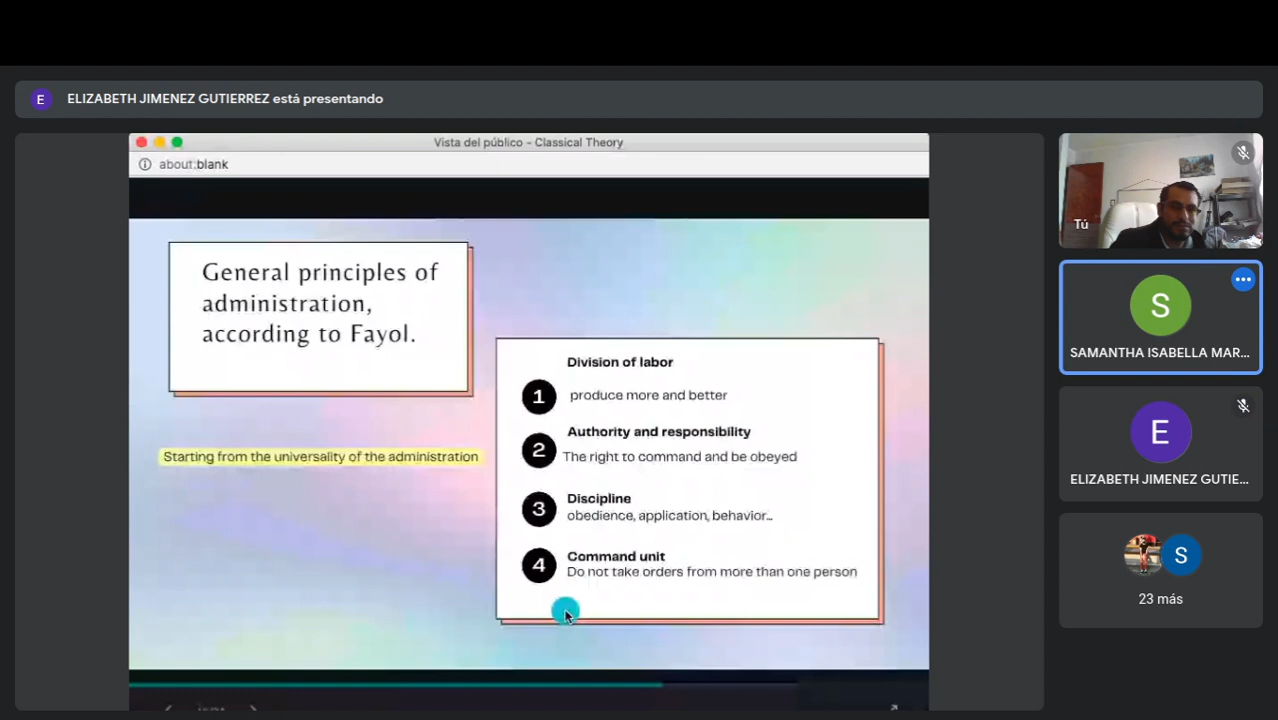 E ELIZABETH JIMENEZ GUTIERREZ está presentando
Vista del público - Classical Theory
about:blank
General principles of
administration,
according to Fayol.
Starting from the universality of the administration
Division of labor
1 produce more and better
Authority and responsibility
2 The right to command and be obeyed
Discipline
3 obedience, application, behavior...
Command unit
4 Do not take orders from more than one person
Tú
S
SAMANTHA ISABELLA MAR...
E
ELIZABETH JIMENEZ GUTIE...
S
23 más